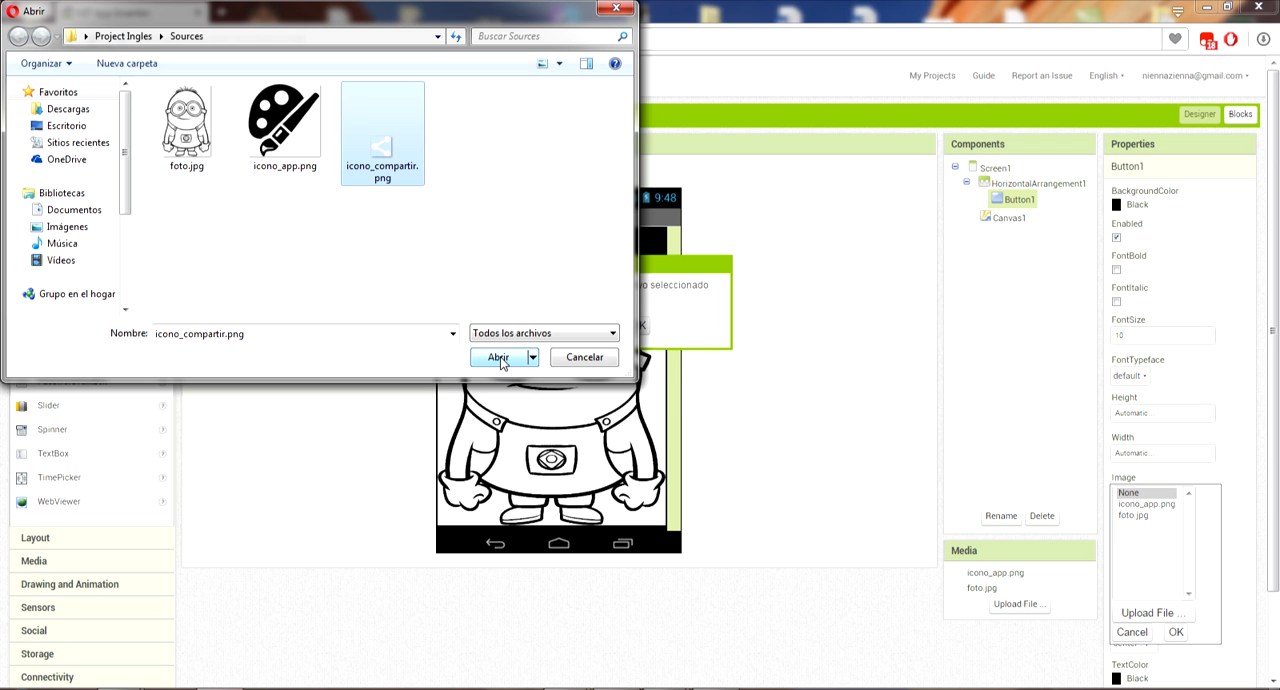 Abrir
Project Ingles
Sources
Buscar Sources
Organizar
Nueva carpeta
Favoritos
Descargas
Escritorio
Sitios recientes
OneDrive
Bibliotecas
Documentos
Imágenes
Música
Vídeos
Grupo en el hogar
foto.jpg
icono_app.png
icono_compartir.
png
Nombre:
icono_compartir.png
Todos los archivos
Abrir
Cancelar
18
My Projects
Guide
Report an Issue
English
niennazienna@gmail.com
Designer
Blocks
9:48
seleccionado
Slider
Spinner
TextBox
TimePicker
WebViewer
Layout
Media
Drawing and Animation
Sensors
Social
Storage
Connectivity
Components
Screen1
HorizontalArrangement1
Button1
Canvas1
Rename
Delete
Media
icono_app.png
foto.jpg
Upload File ...
Properties
Button1
BackgroundColor
Black
Enabled
FontBold
FontItalic
FontSize
10
FontTypeface
default
Height
Automatic...
Width
Automatic...
Image
None
icono_app.png
foto.jpg
Upload File ...
Cancel
OK
TextColor
Black